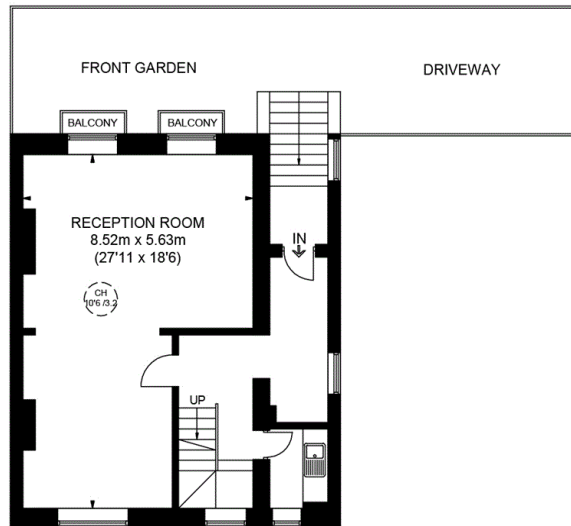 FRONT GARDEN
DRIVEWAY
BALCONY
BALCONY
RECEPTION ROOM
8.52m x 5.63m
(27'11 x 18'6)
IN
CH
10'6 /3.2
UP